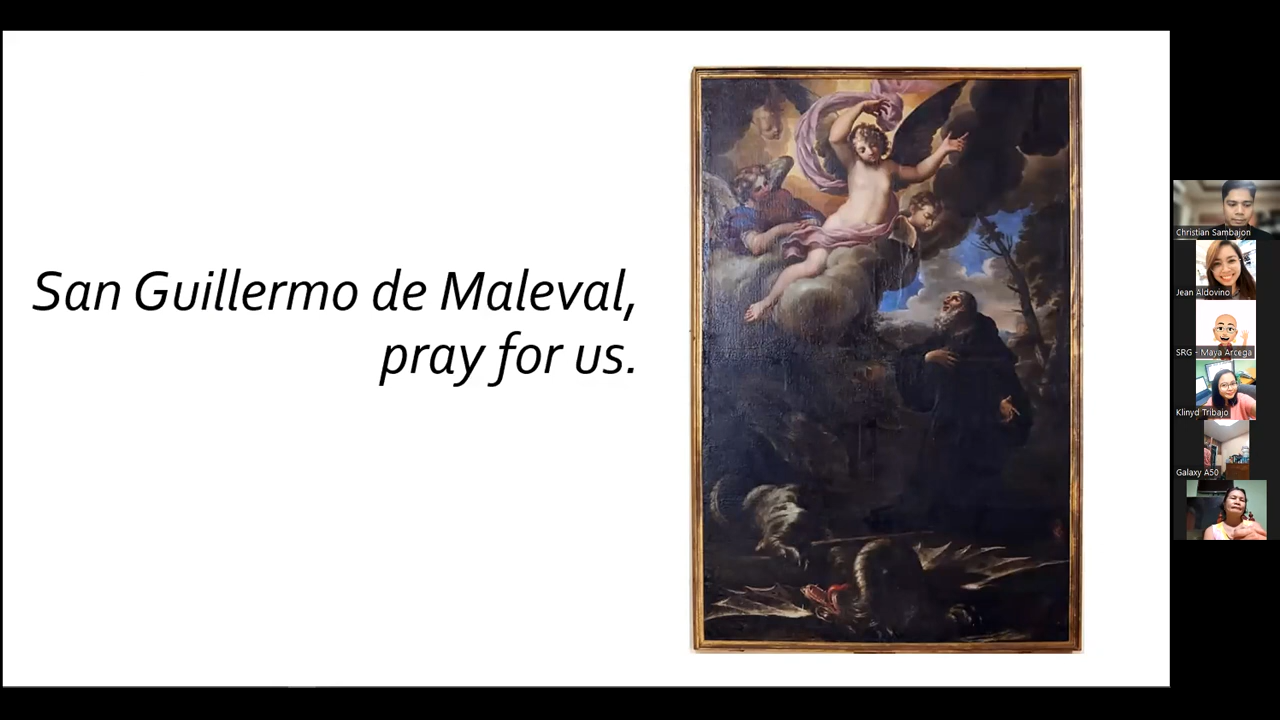 San Guillermo de Maleval,
pray for us.
Christian Sambajon
Jean Aldovino
SRG - Maya Arcega
Klinyd Tribajo
Galaxy A50